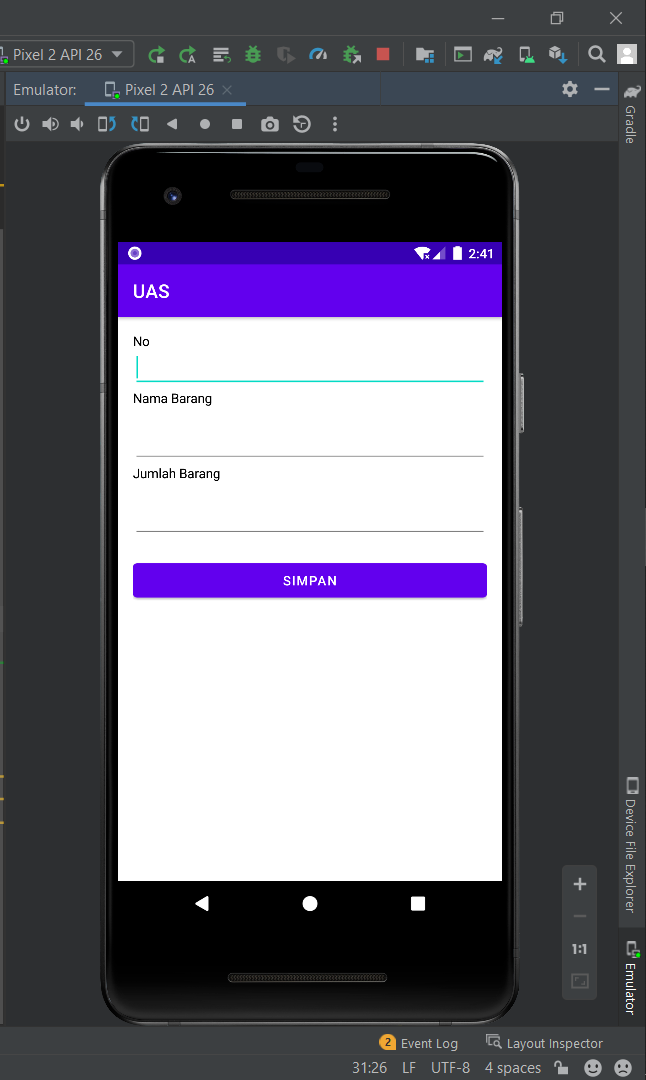 Pixel 2 API 26
Emulator:
Pixel 2 API 26
2:41
UAS
No
Nama Barang
Jumlah Barang
SIMPAN
Gradle
Device File Explorer
Emulator
1:1
2 Event Log
Layout Inspector
31:26 LF UTF-8 4 spaces